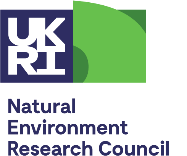 UK
RI
Natural
Environment
Research Council